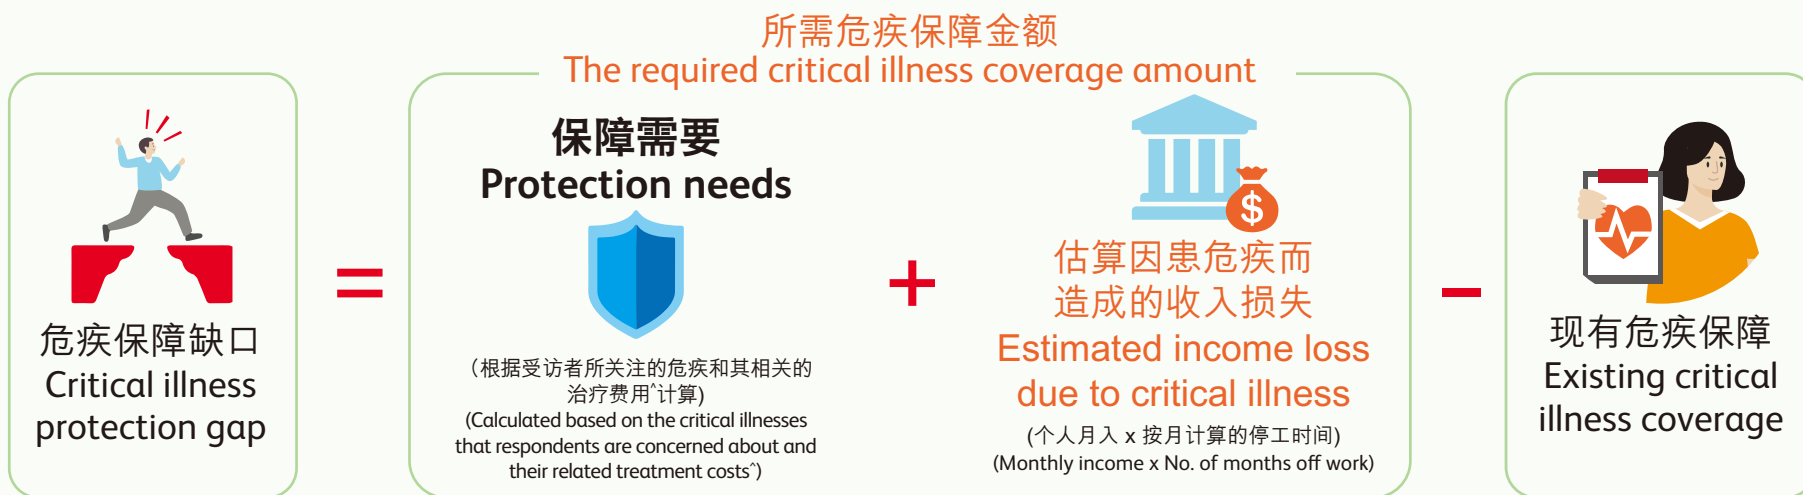 所需危疾保障金额
The required critical illness coverage amount
危疾保障缺口
Critical illness
protection gap
=
保障需要
Protection needs
（根据受访者所关注的危疾和其相关的
治疗费用^计算)
(Calculated based on the critical illnesses
that respondents are concerned about and
their related treatment costs^)
+
$
估算因患危疾而
造成的收入损失
Estimated income loss
due to critical illness
(个人月入 x 按月计算的停工时间)
(Monthly income x No. of months off work)
–
现有危疾保障
Existing critical
illness coverage